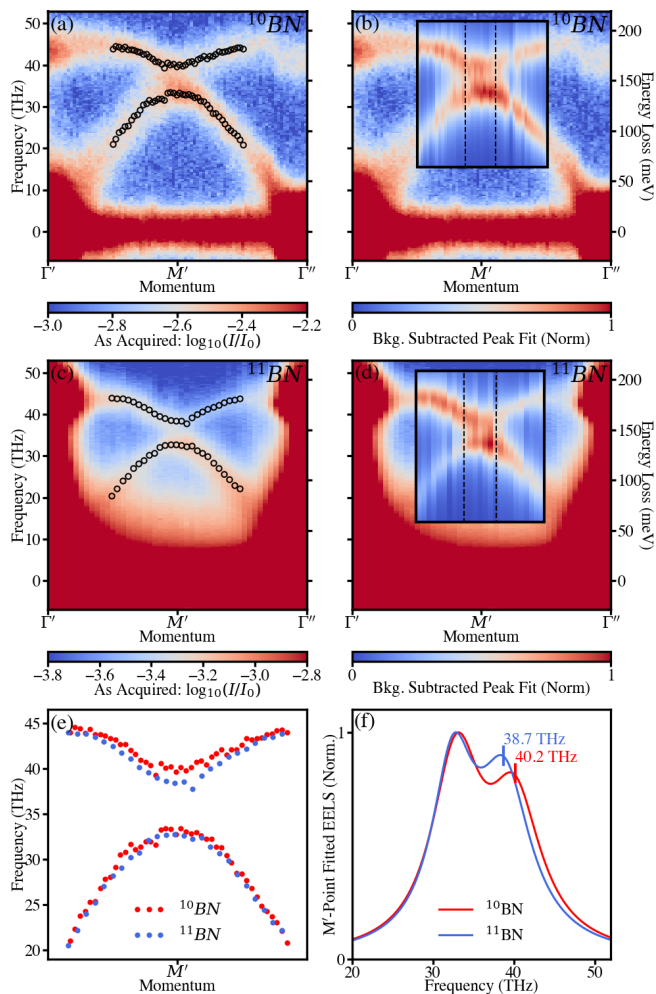 (a) ¹⁰BN
(b) ¹⁰BN
Frequency (THz)
50
40
30
20
10
0
Γ′ M′ Γ″
Momentum
Γ′ M′ Γ″
Momentum
200
150
100
50
0
Energy Loss (meV)
−3.0 −2.8 −2.6 −2.4 −2.2
As Acquired: log₁₀(I/I₀)
0 1
Bkg. Subtracted Peak Fit (Norm)
(c) ¹¹BN
(d) ¹¹BN
Frequency (THz)
50
40
30
20
10
0
Γ′ M′ Γ″
Momentum
Γ′ M′ Γ″
Momentum
200
150
100
50
0
Energy Loss (meV)
−3.8 −3.6 −3.4 −3.2 −3.0 −2.8
As Acquired: log₁₀(I/I₀)
0 1
Bkg. Subtracted Peak Fit (Norm)
(e)
Frequency (THz)
45
40
35
30
25
20
¹⁰BN
¹¹BN
M′
Momentum
(f)
M′-Point Fitted EELS (Norm.)
1
0
38.7 THz
40.2 THz
¹⁰BN
¹¹BN
20 30 40 50
Frequency (THz)